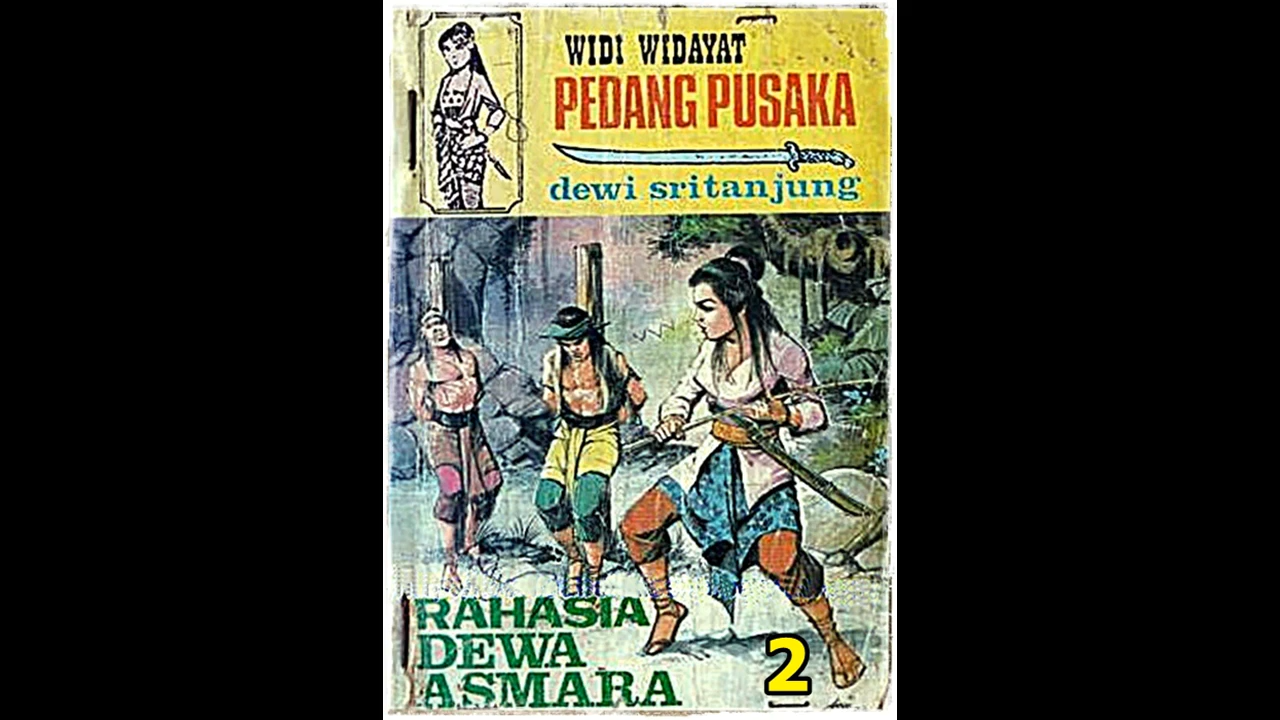 WIDI WIDAYAT
PEDANG PUSAKA
dewi sritanjung
RAHASIA
DEWA
ASMARA
2